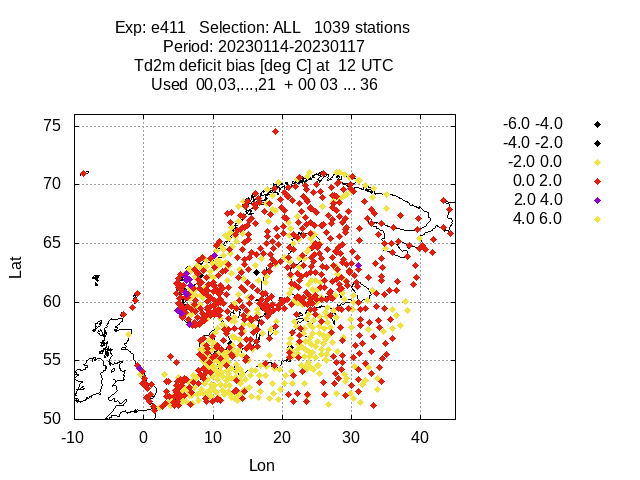 Exp: e411   Selection: ALL   1039 stations
Period: 20230114-20230117
Td2m deficit bias [deg C] at  12 UTC
Used  00,03,...,21  + 00 03 ... 36
-6.0 -4.0
-4.0 -2.0
-2.0 0.0
0.0 2.0
2.0 4.0
4.0 6.0
75
70
65
60
55
50
Lat
-10 0 10 20 30 40
Lon